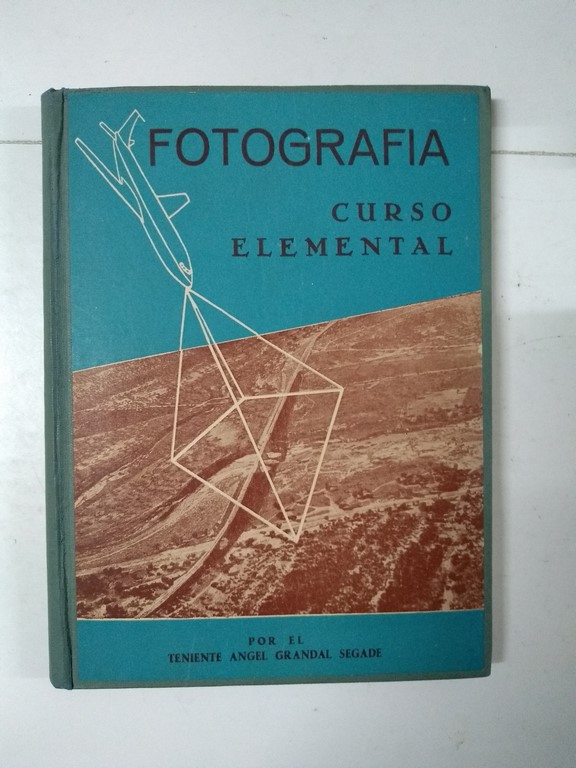 FOTOGRAFIA
CURSO
ELEMENTAL
POR EL
TENIENTE ANGEL GRANDAL SEGADE